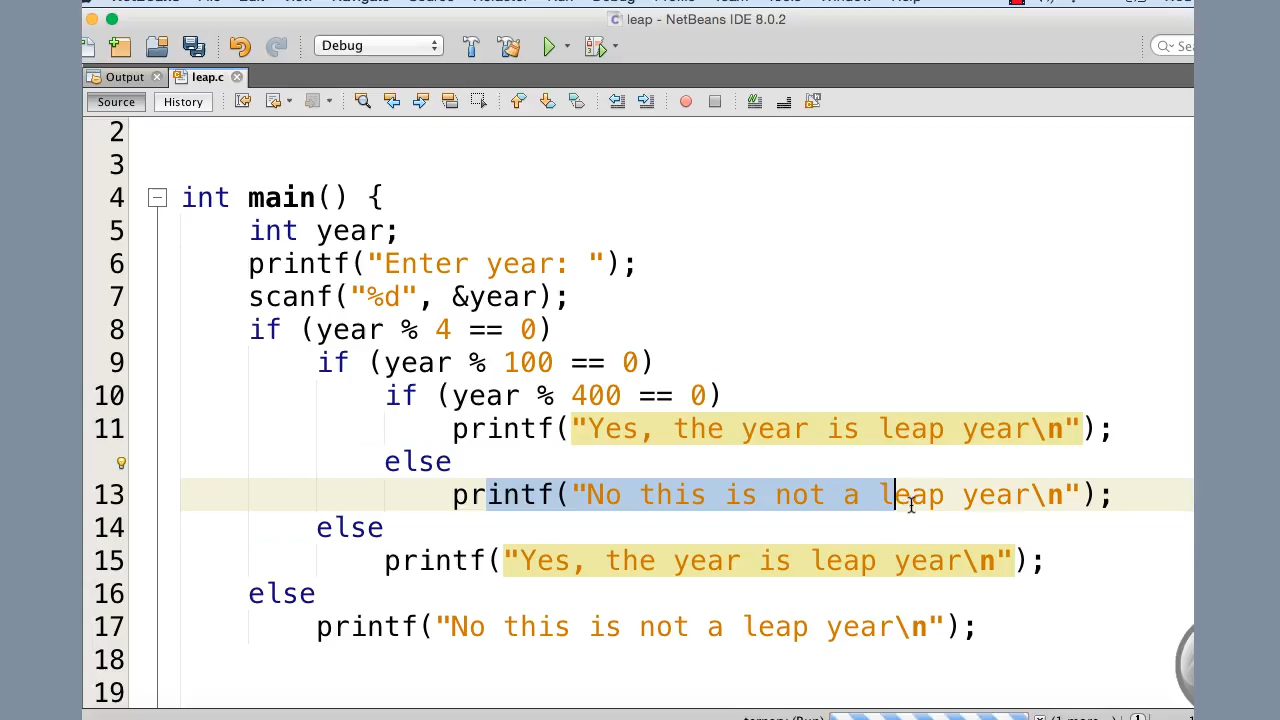 leap - NetBeans IDE 8.0.2
Debug
Output leap.c
Source History
2
3
4 int main() {
5 int year;
6 printf("Enter year: ");
7 scanf("%d", &year);
8 if (year % 4 == 0)
9 if (year % 100 == 0)
10 if (year % 400 == 0)
11 printf("Yes, the year is leap year\n");
else
13 printf("No this is not a leap year\n");
14 else
15 printf("Yes, the year is leap year\n");
16 else
17 printf("No this is not a leap year\n");
18
19